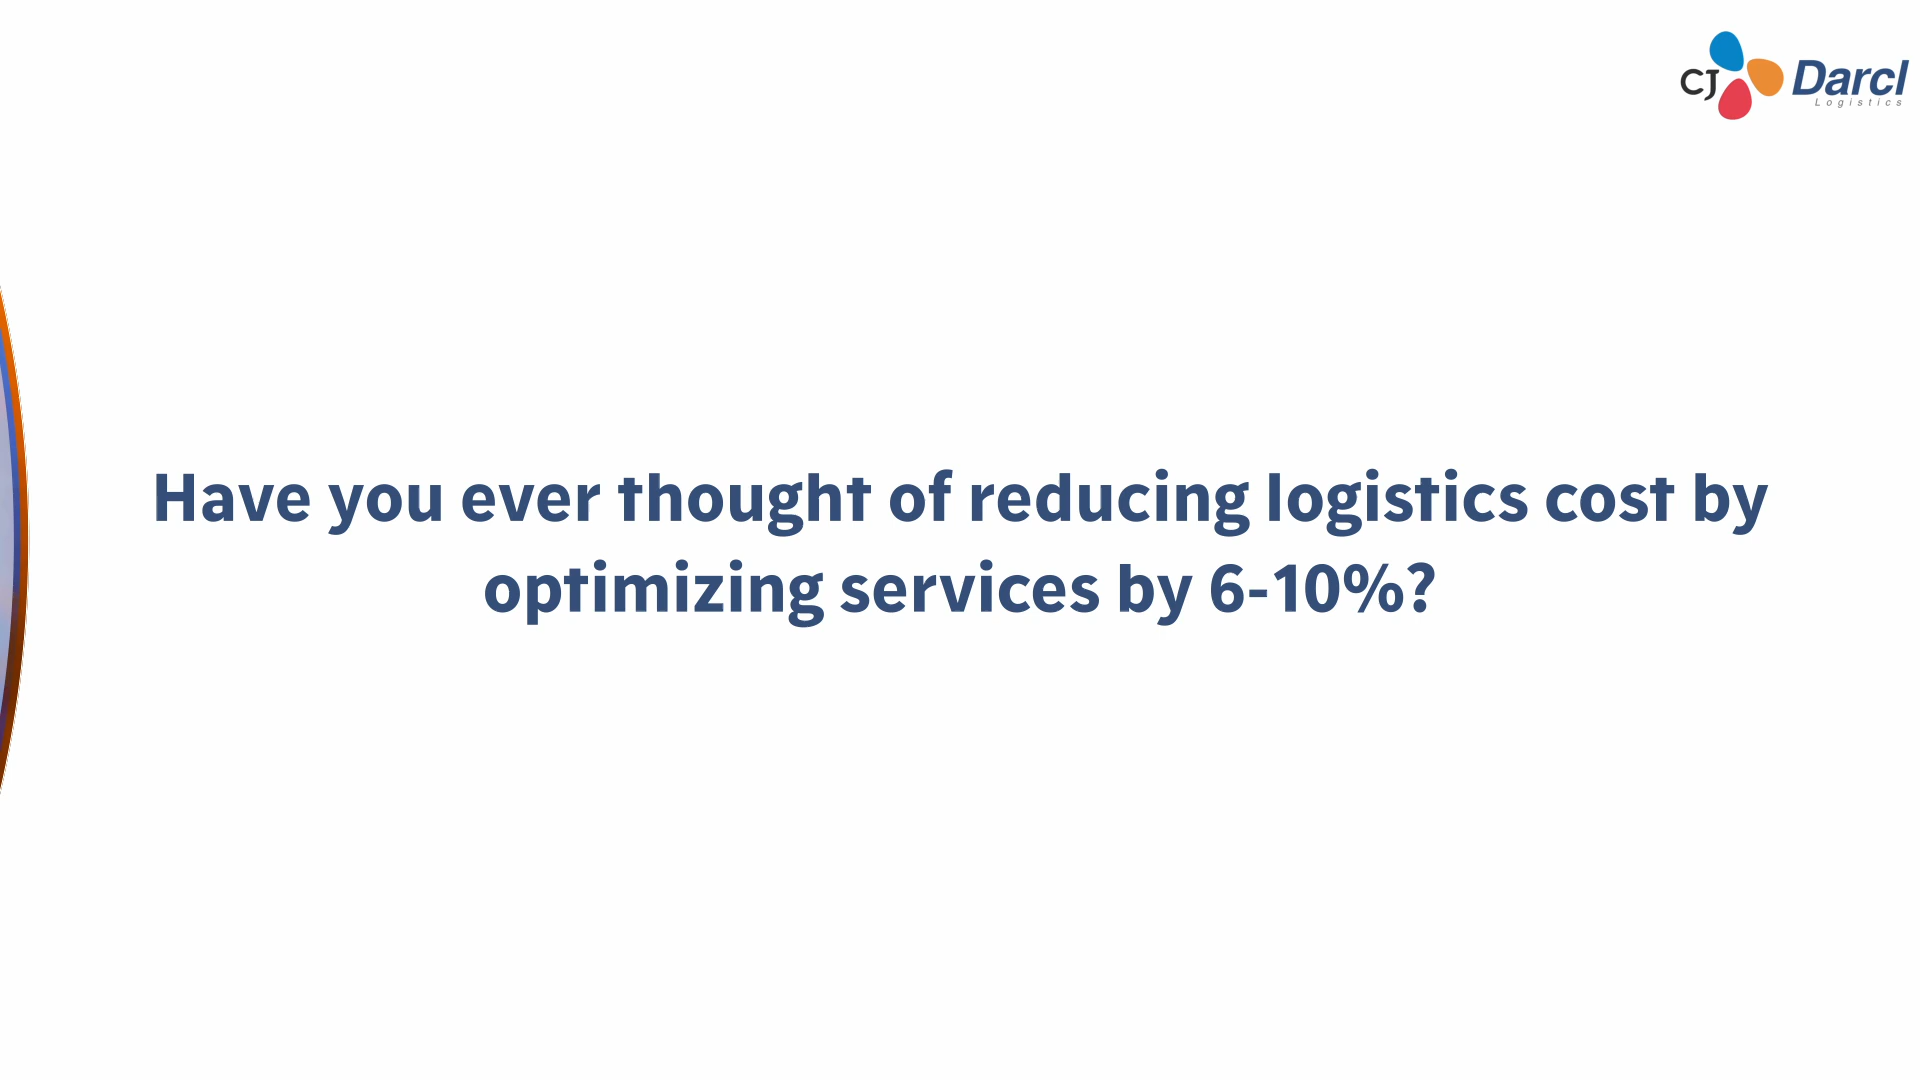 CJ Darcl
Logistics
Have you ever thought of reducing logistics cost by
optimizing services by 6-10%?